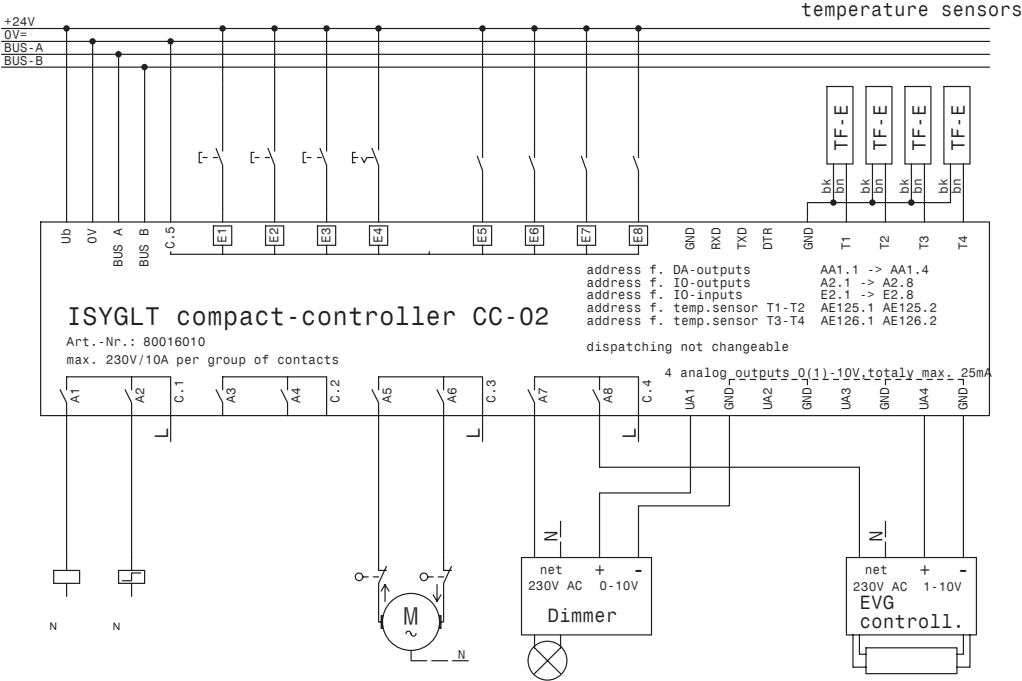 temperature sensors
+24V
0V=
BUS-A
BUS-B
TF-E TF-E TF-E TF-E
bk bn bk bn bk bn bk bn
Ub 0V BUS A BUS B C.5 E1 E2 E3 E4 E5 E6 E7 E8 GND RXD TXD DTR GND T1 T2 T3 T4
address f. DA-outputs AA1.1 -> AA1.4
address f. IO-outputs A2.1 -> A2.8
address f. IO-inputs E2.1 -> E2.8
address f. temp.sensor T1-T2 AE125.1 AE125.2
address f. temp.sensor T3-T4 AE126.1 AE126.2
ISYGLT compact-controller CC-02
Art.-Nr.: 80016010
max. 230V/10A per group of contacts
dispatching not changeable
4 analog outputs 0(1)-10V,totaly max. 25mA
A1 A2 C.1 A3 A4 C.2 A5 A6 C.3 A7 A8 C.4 UA1 GND UA2 GND UA3 GND UA4 GND
L L L
N N
net + -
230V AC 0-10V
Dimmer
net + -
230V AC 1-10V
EVG
controll.
M
~
N N
N